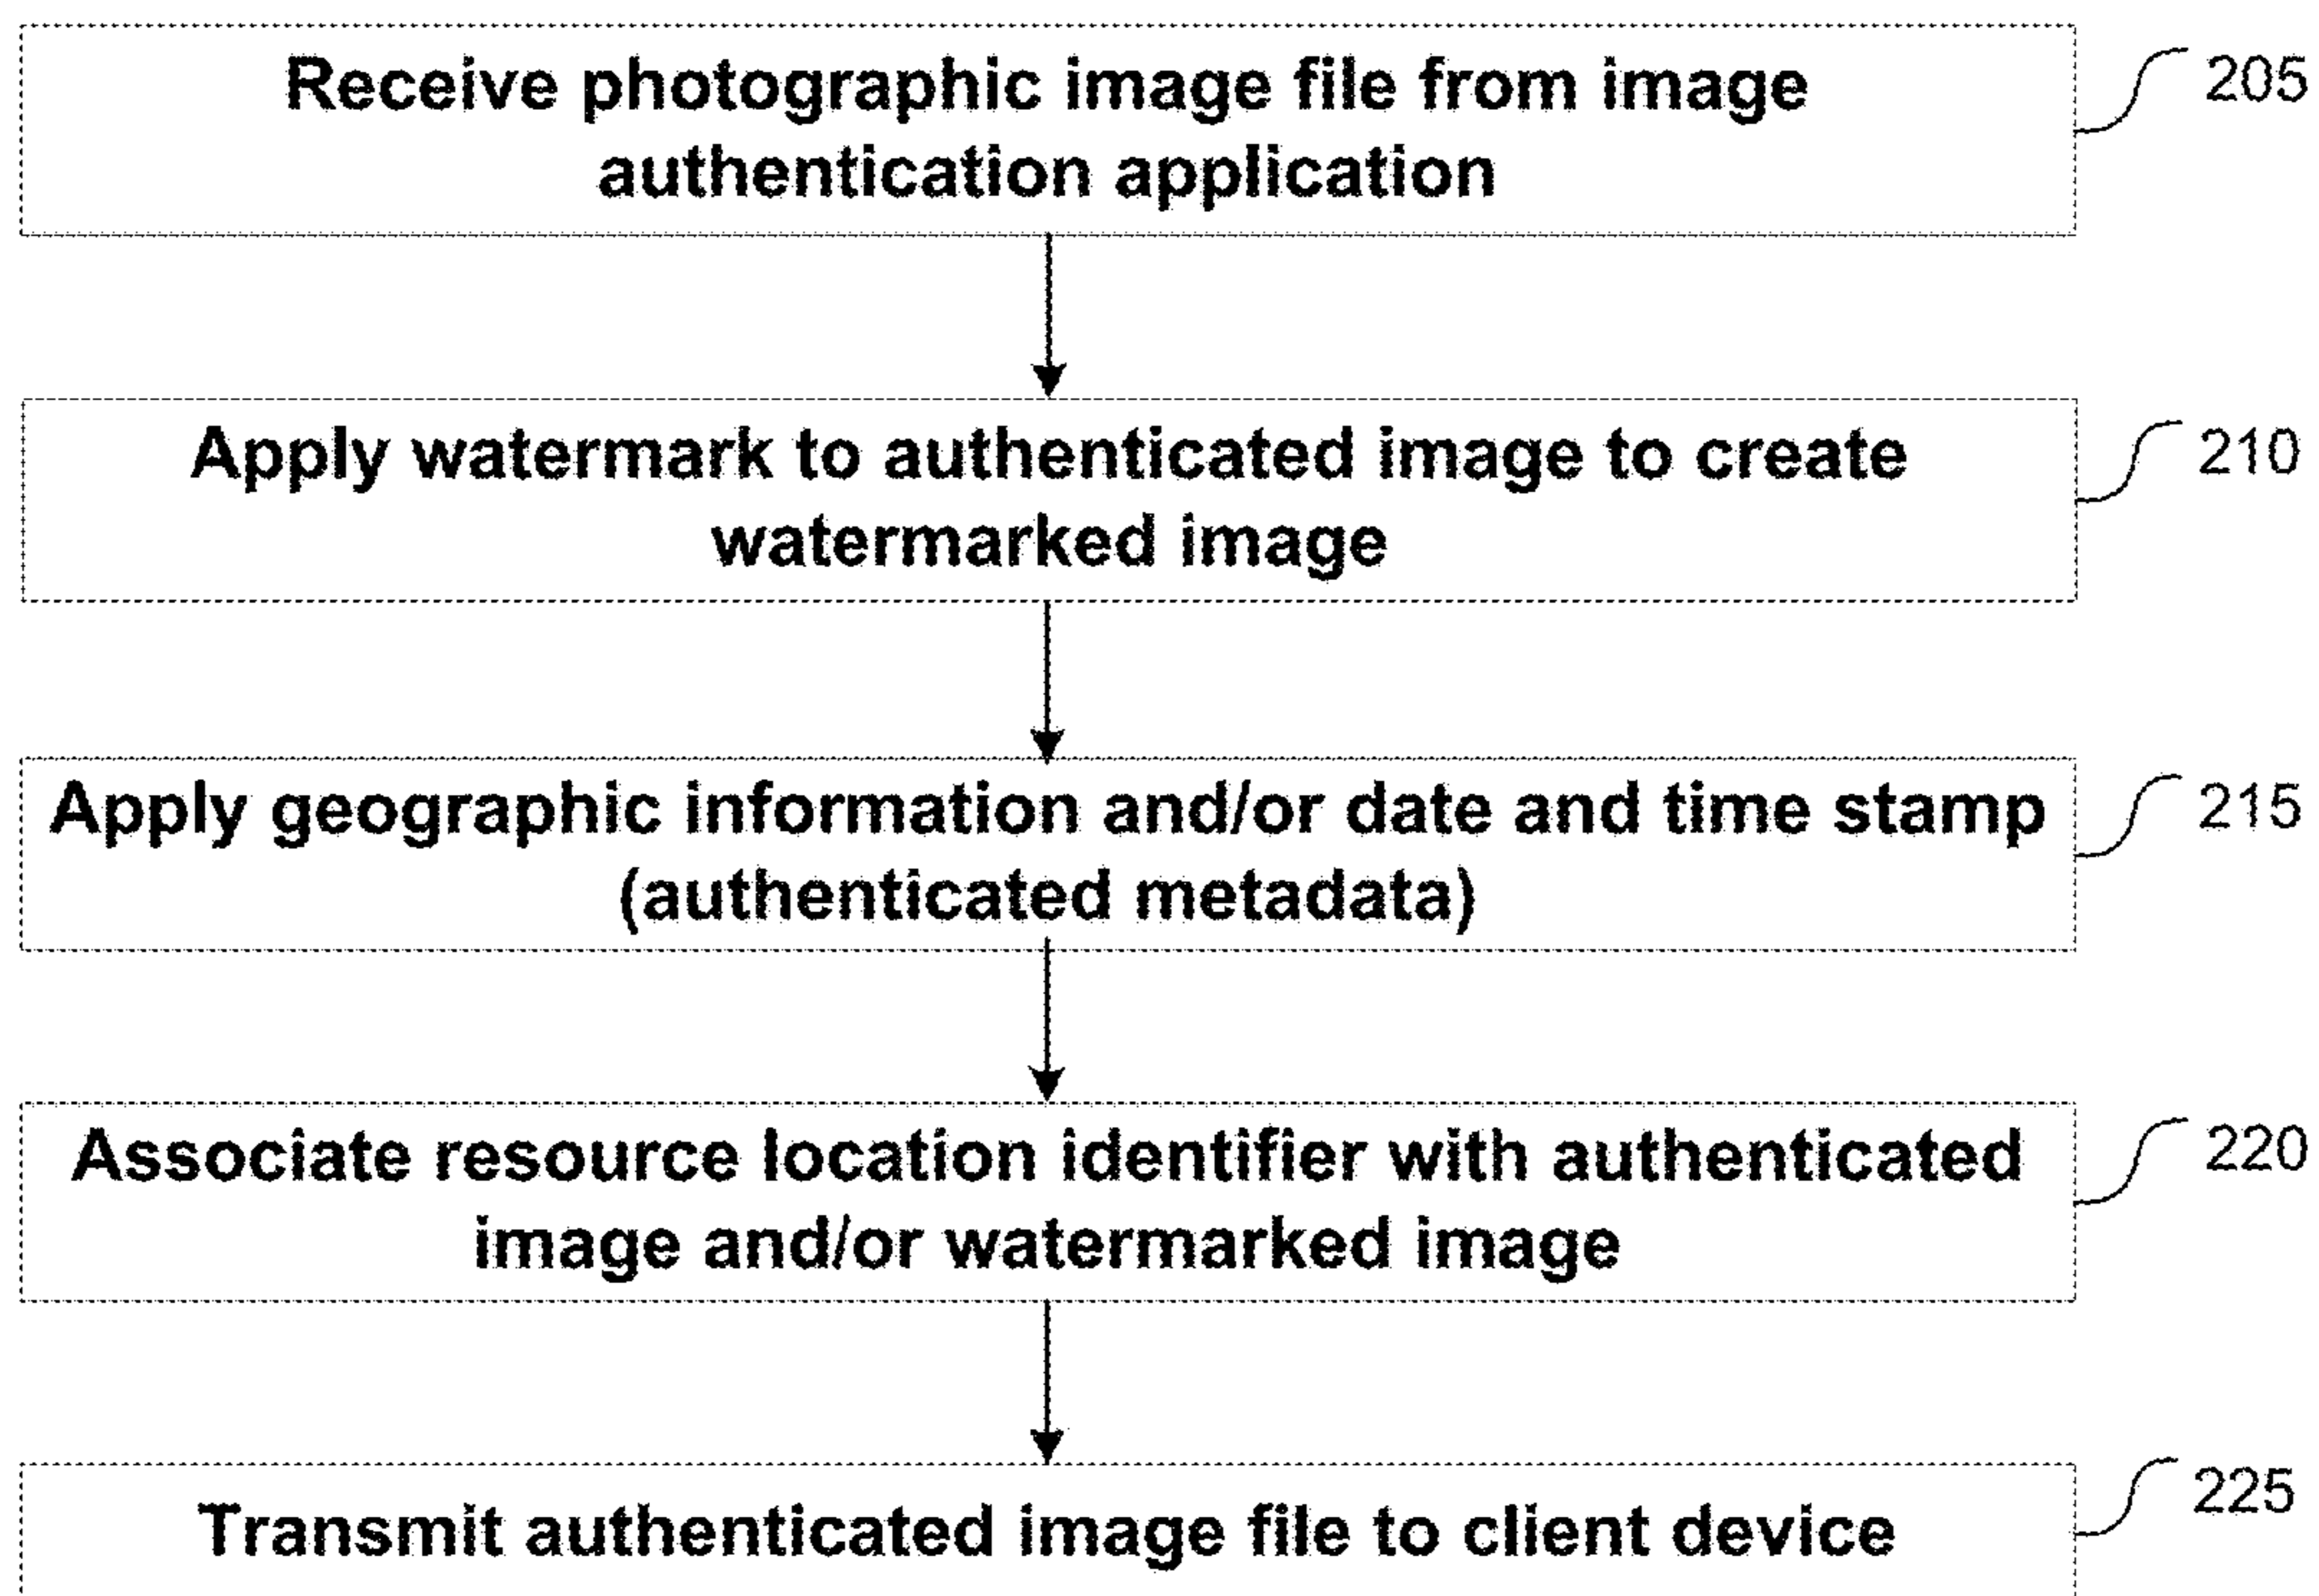 Receive photographic image file from image
authentication application
205
Apply watermark to authenticated image to create
watermarked image
210
Apply geographic information and/or date and time stamp
(authenticated metadata)
215
Associate resource location identifier with authenticated
image and/or watermarked image
220
Transmit authenticated image file to client device
225